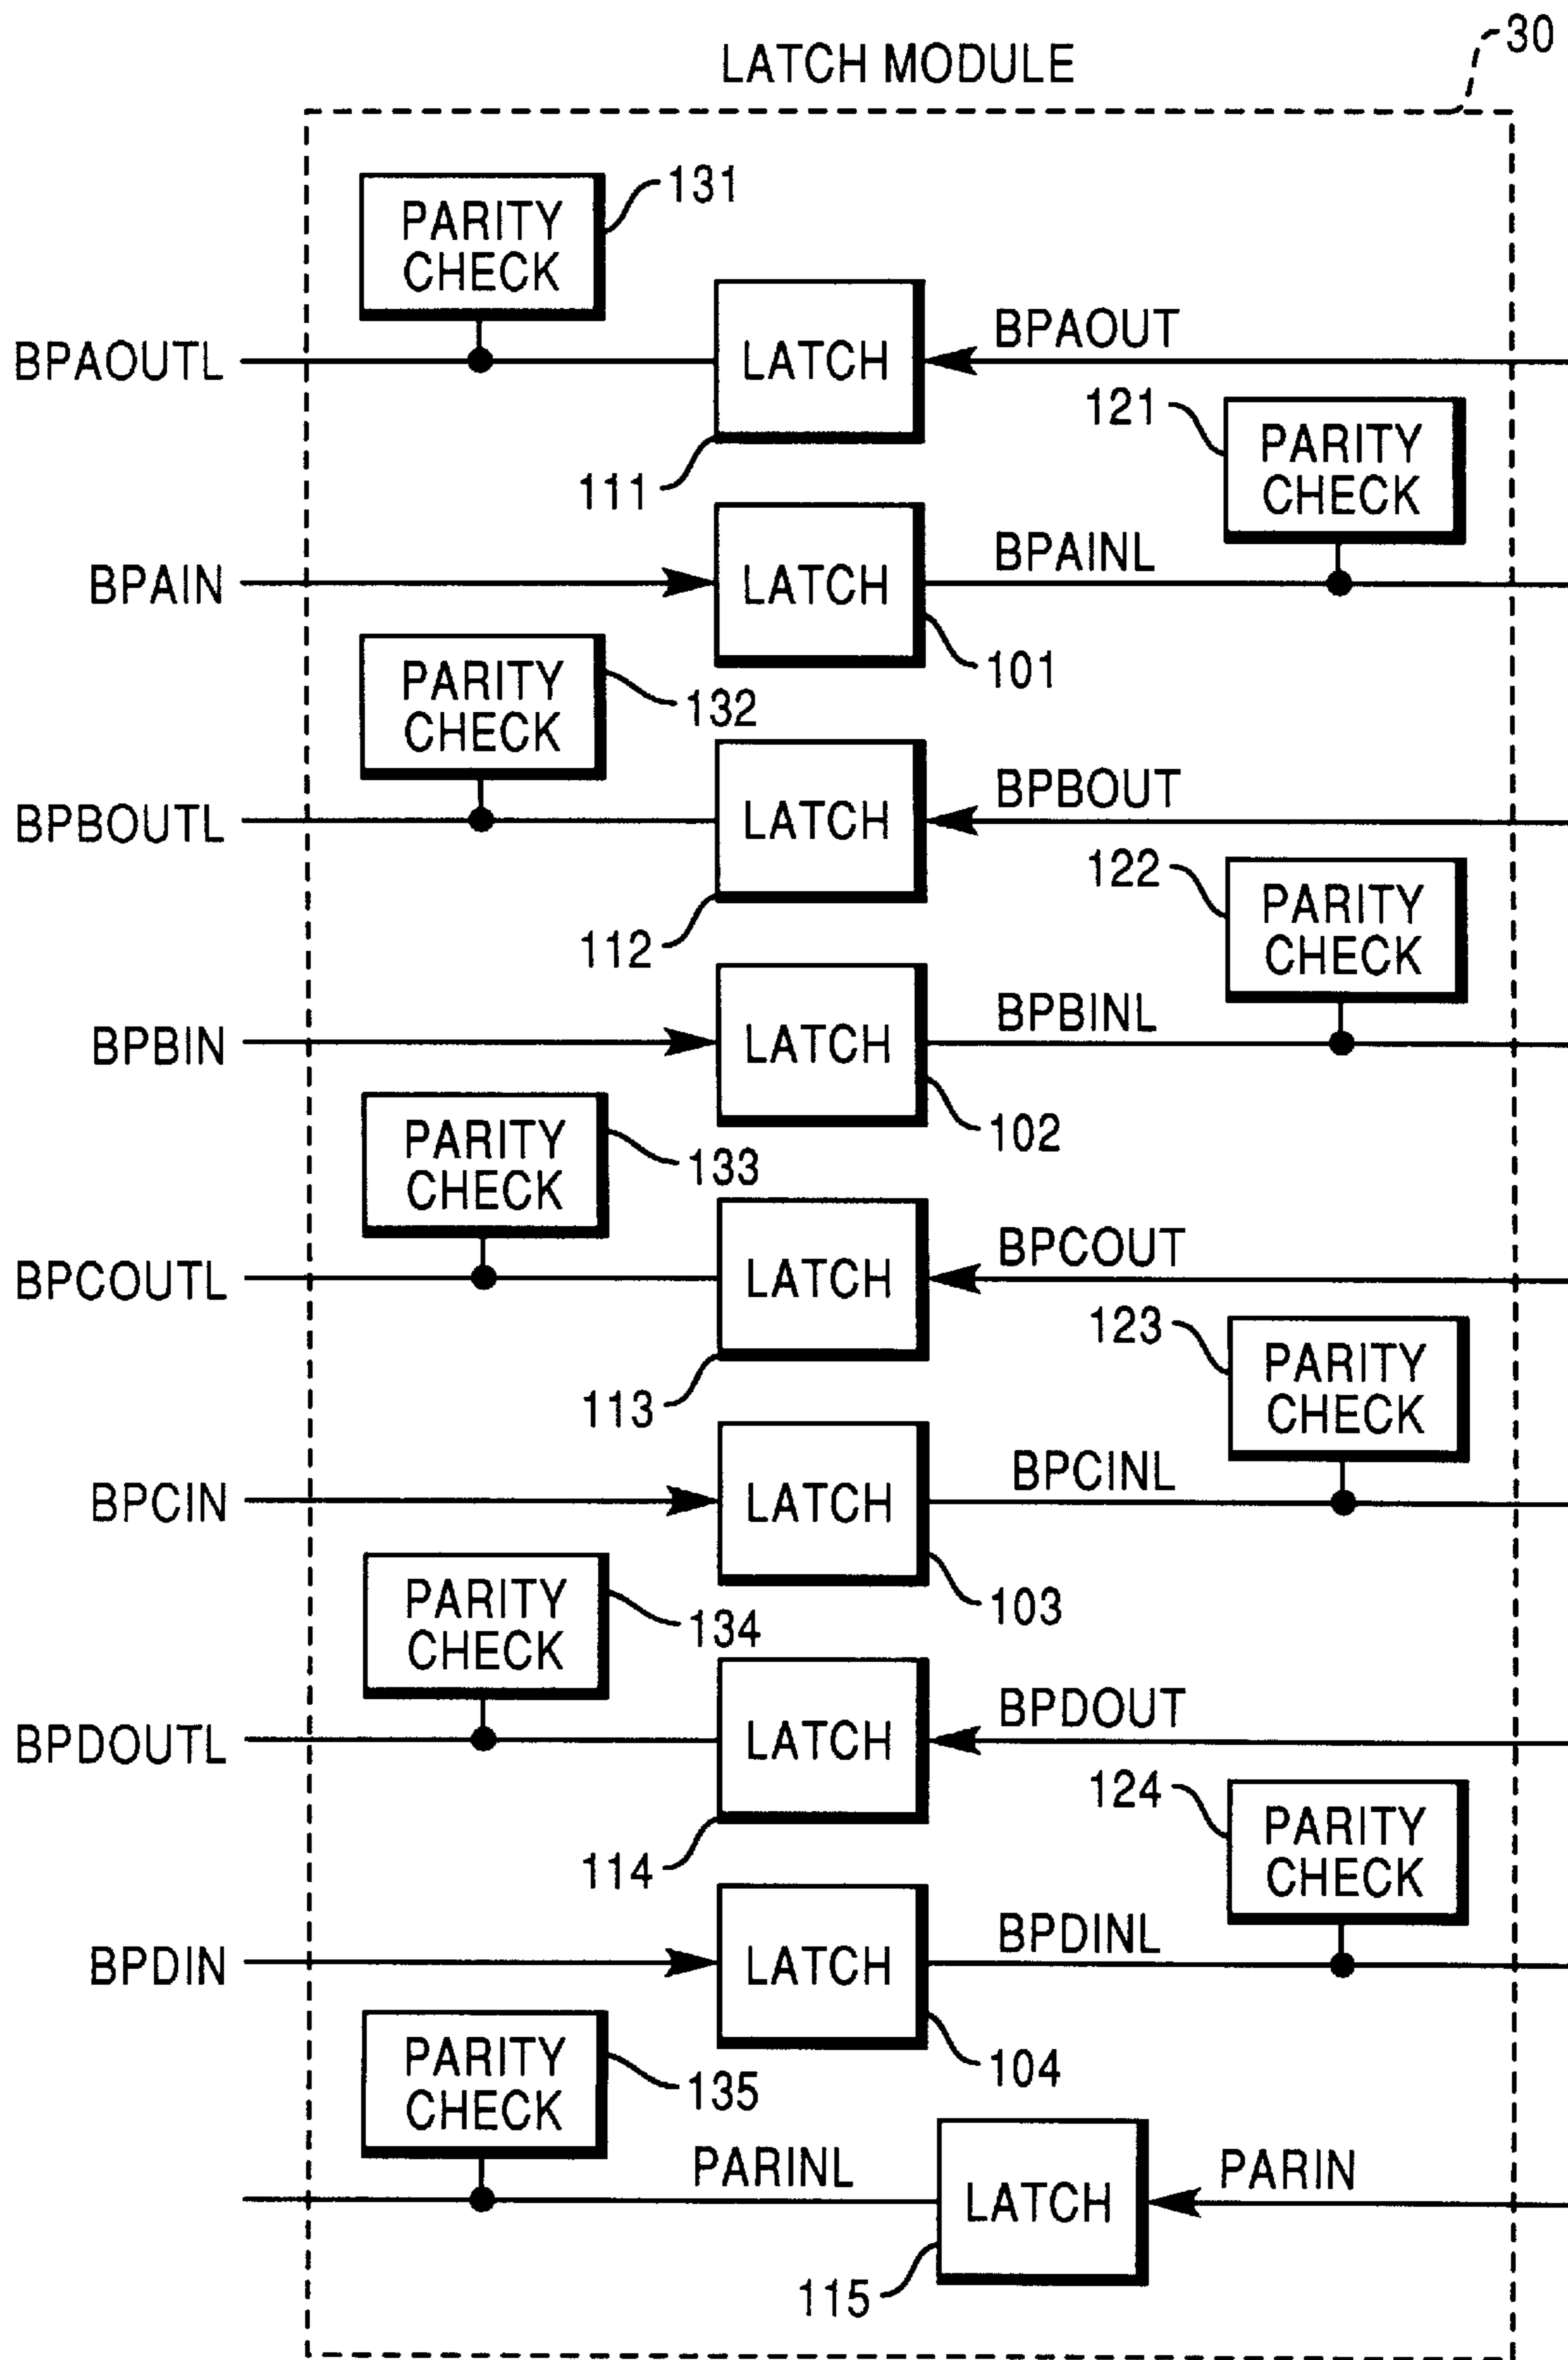 30
LATCH MODULE
131
PARITY
CHECK
BPAOUTL
LATCH
BPAOUT
111
121
PARITY
CHECK
BPAIN
LATCH
BPAINL
101
PARITY
CHECK
132
BPBOUTL
LATCH
BPBOUT
112
122
PARITY
CHECK
BPBIN
LATCH
BPBINL
102
PARITY
CHECK
133
BPCOUTL
LATCH
BPCOUT
113
123
PARITY
CHECK
BPCIN
LATCH
BPCINL
103
PARITY
CHECK
134
BPDOUTL
LATCH
BPDOUT
114
124
PARITY
CHECK
BPDIN
LATCH
BPDINL
104
PARITY
CHECK
135
PARINL
LATCH
PARIN
115